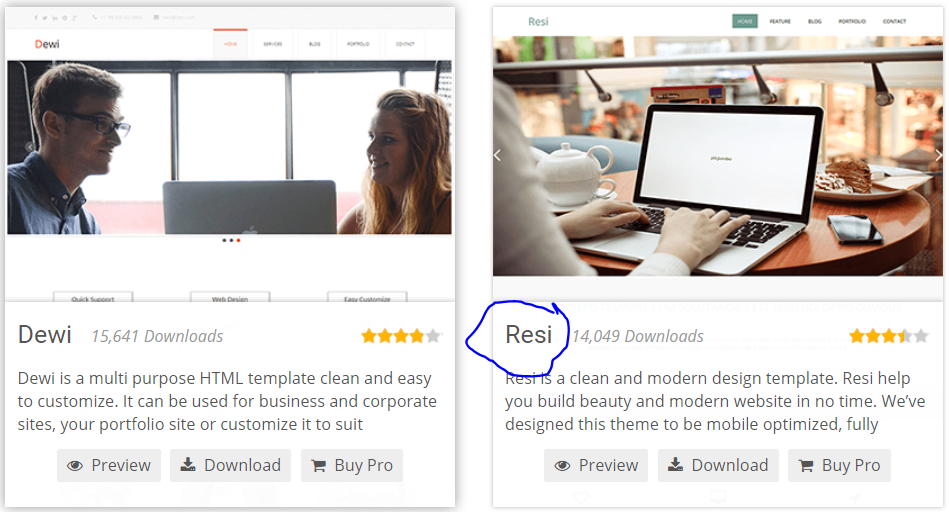 Dewi
HOME SERVICES BLOG PORTFOLIO CONTACT
Quick Support Web Design Easy Customize
Dewi 15,641 Downloads
Dewi is a multi purpose HTML template clean and easy
to customize. It can be used for business and corporate
sites, your portfolio site or customize it to suit
Preview Download Buy Pro
Resi
HOME FEATURE BLOG PORTFOLIO CONTACT
Resi 14,049 Downloads
Resi is a clean and modern design template. Resi help
you build beauty and modern website in no time. We’ve
designed this theme to be mobile optimized, fully
Preview Download Buy Pro